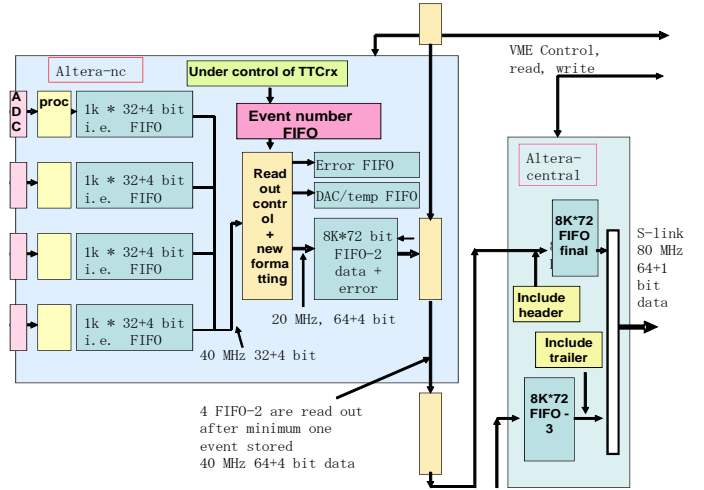 Altera-nc
Under control of TTCrx
VME Control,
read, write
A
D
C
proc
1k * 32+4 bit
i.e. FIFO
Event number
FIFO
1k * 32+4 bit
i.e. FIFO
1k * 32+4 bit
i.e. FIFO
1k * 32+4 bit
i.e. FIFO
Read
out
contr
ol
+
new
forma
tting
Error FIFO
DAC/temp FIFO
8K*72 bit
FIFO-2
data +
error
20 MHz, 64+4 bit
40 MHz 32+4 bit
4 FIFO-2 are read out
after minimum one
event stored
40 MHz 64+4 bit data
Altera-
central
8K*72
FIFO
final
Include
header
Include
trailer
8K*72
FIFO -
3
S-link
80 MHz
64+1
bit
data